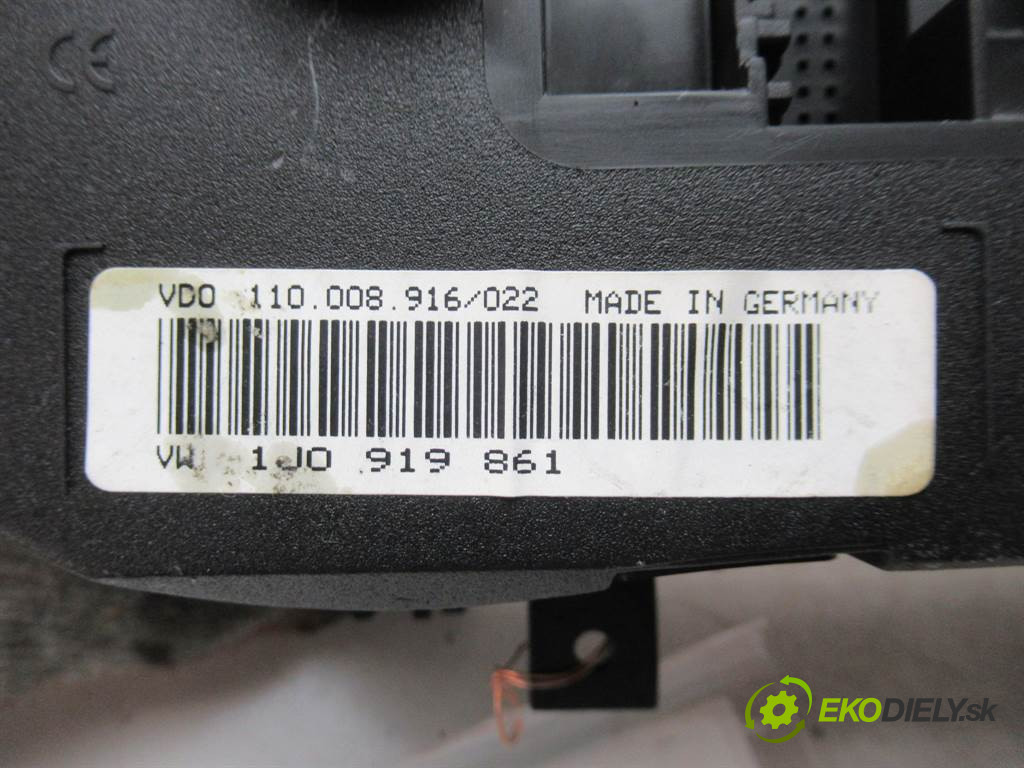 CE
VDO 110.008.916/022 MADE IN GERMANY
VW 1J0 919 861
EKODIELY.sk